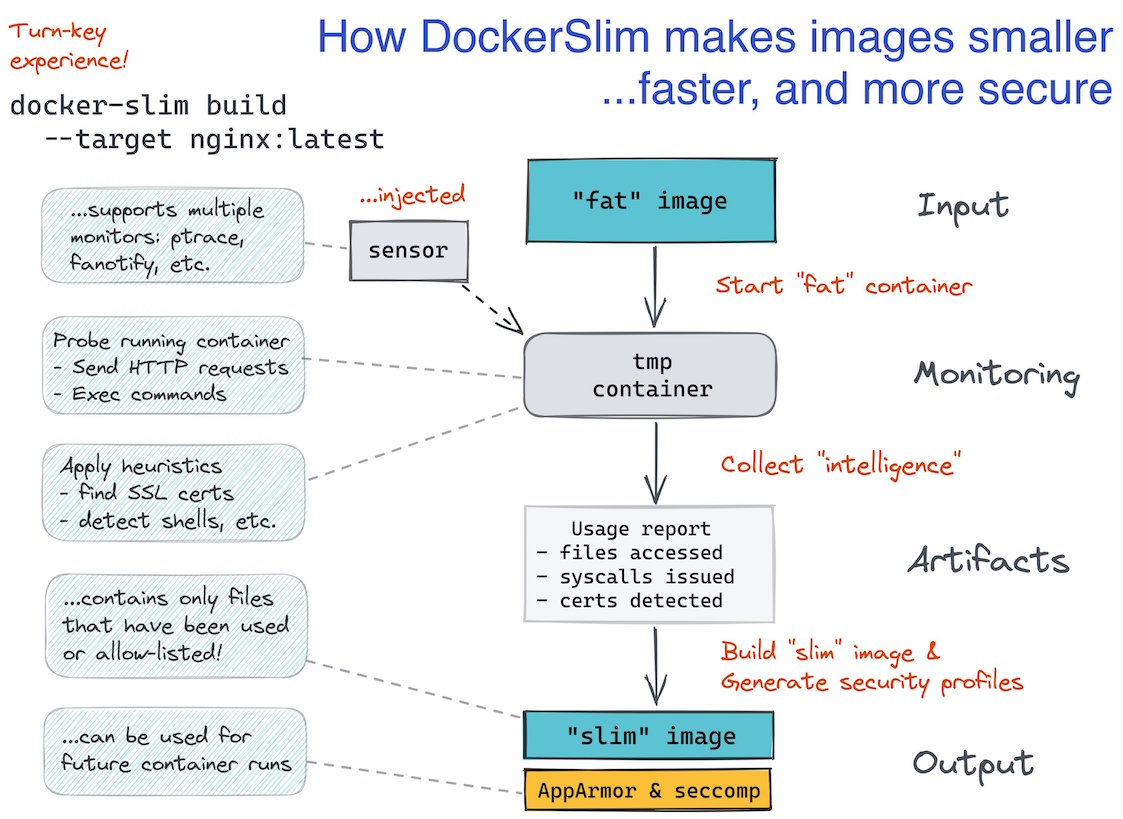 Turn-key
experience!
How DockerSlim makes images smaller
...faster, and more secure
docker-slim build
--target nginx:latest
...supports multiple
monitors: ptrace,
fanotify, etc.
...injected
sensor
"fat" image
Input
Start "fat" container
Probe running container
- Send HTTP requests
- Exec commands
tmp
container
Monitoring
Apply heuristics
- find SSL certs
- detect shells, etc.
Collect "intelligence"
Usage report
- files accessed
- syscalls issued
- certs detected
Artifacts
...contains only files
that have been used
or allow-listed!
Build "slim" image &
Generate security profiles
"slim" image
...can be used for
future container runs
AppArmor & seccomp
Output